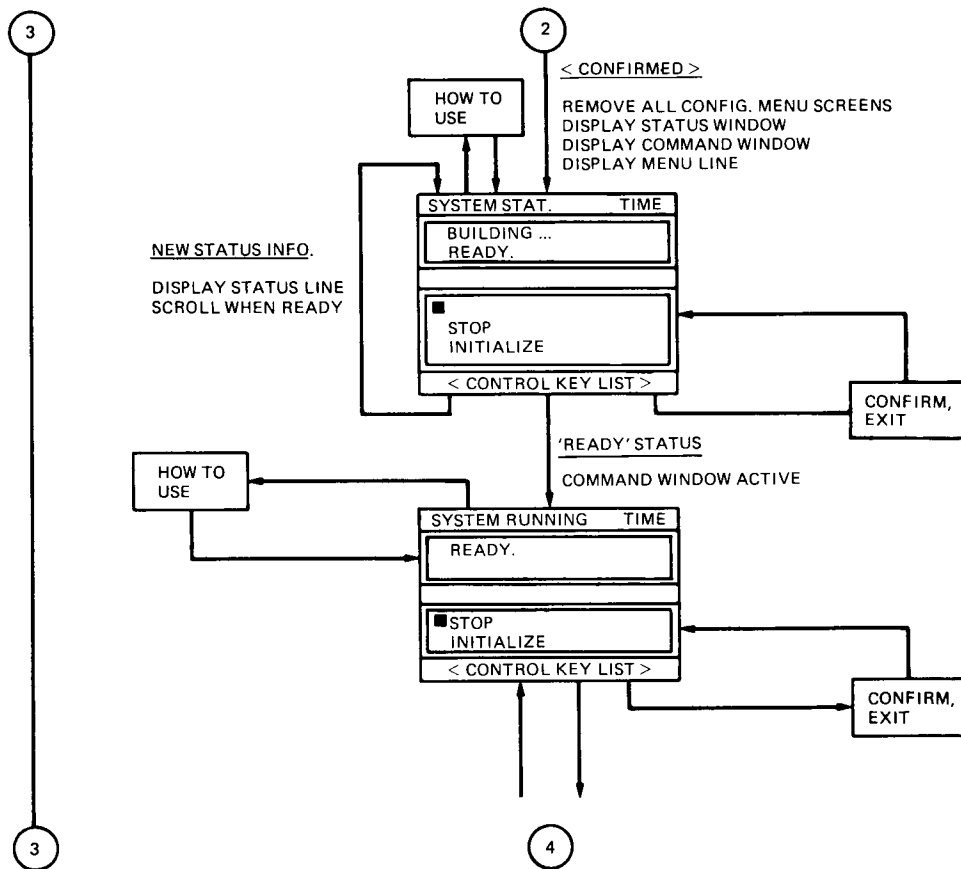 3
2
< CONFIRMED >
HOW TO
USE
REMOVE ALL CONFIG. MENU SCREENS
DISPLAY STATUS WINDOW
DISPLAY COMMAND WINDOW
DISPLAY MENU LINE
SYSTEM STAT. TIME
BUILDING ...
READY.
NEW STATUS INFO.
DISPLAY STATUS LINE
SCROLL WHEN READY
STOP
INITIALIZE
< CONTROL KEY LIST >
CONFIRM,
EXIT
'READY' STATUS
COMMAND WINDOW ACTIVE
HOW TO
USE
SYSTEM RUNNING TIME
READY.
STOP
INITIALIZE
< CONTROL KEY LIST >
CONFIRM,
EXIT
3
4